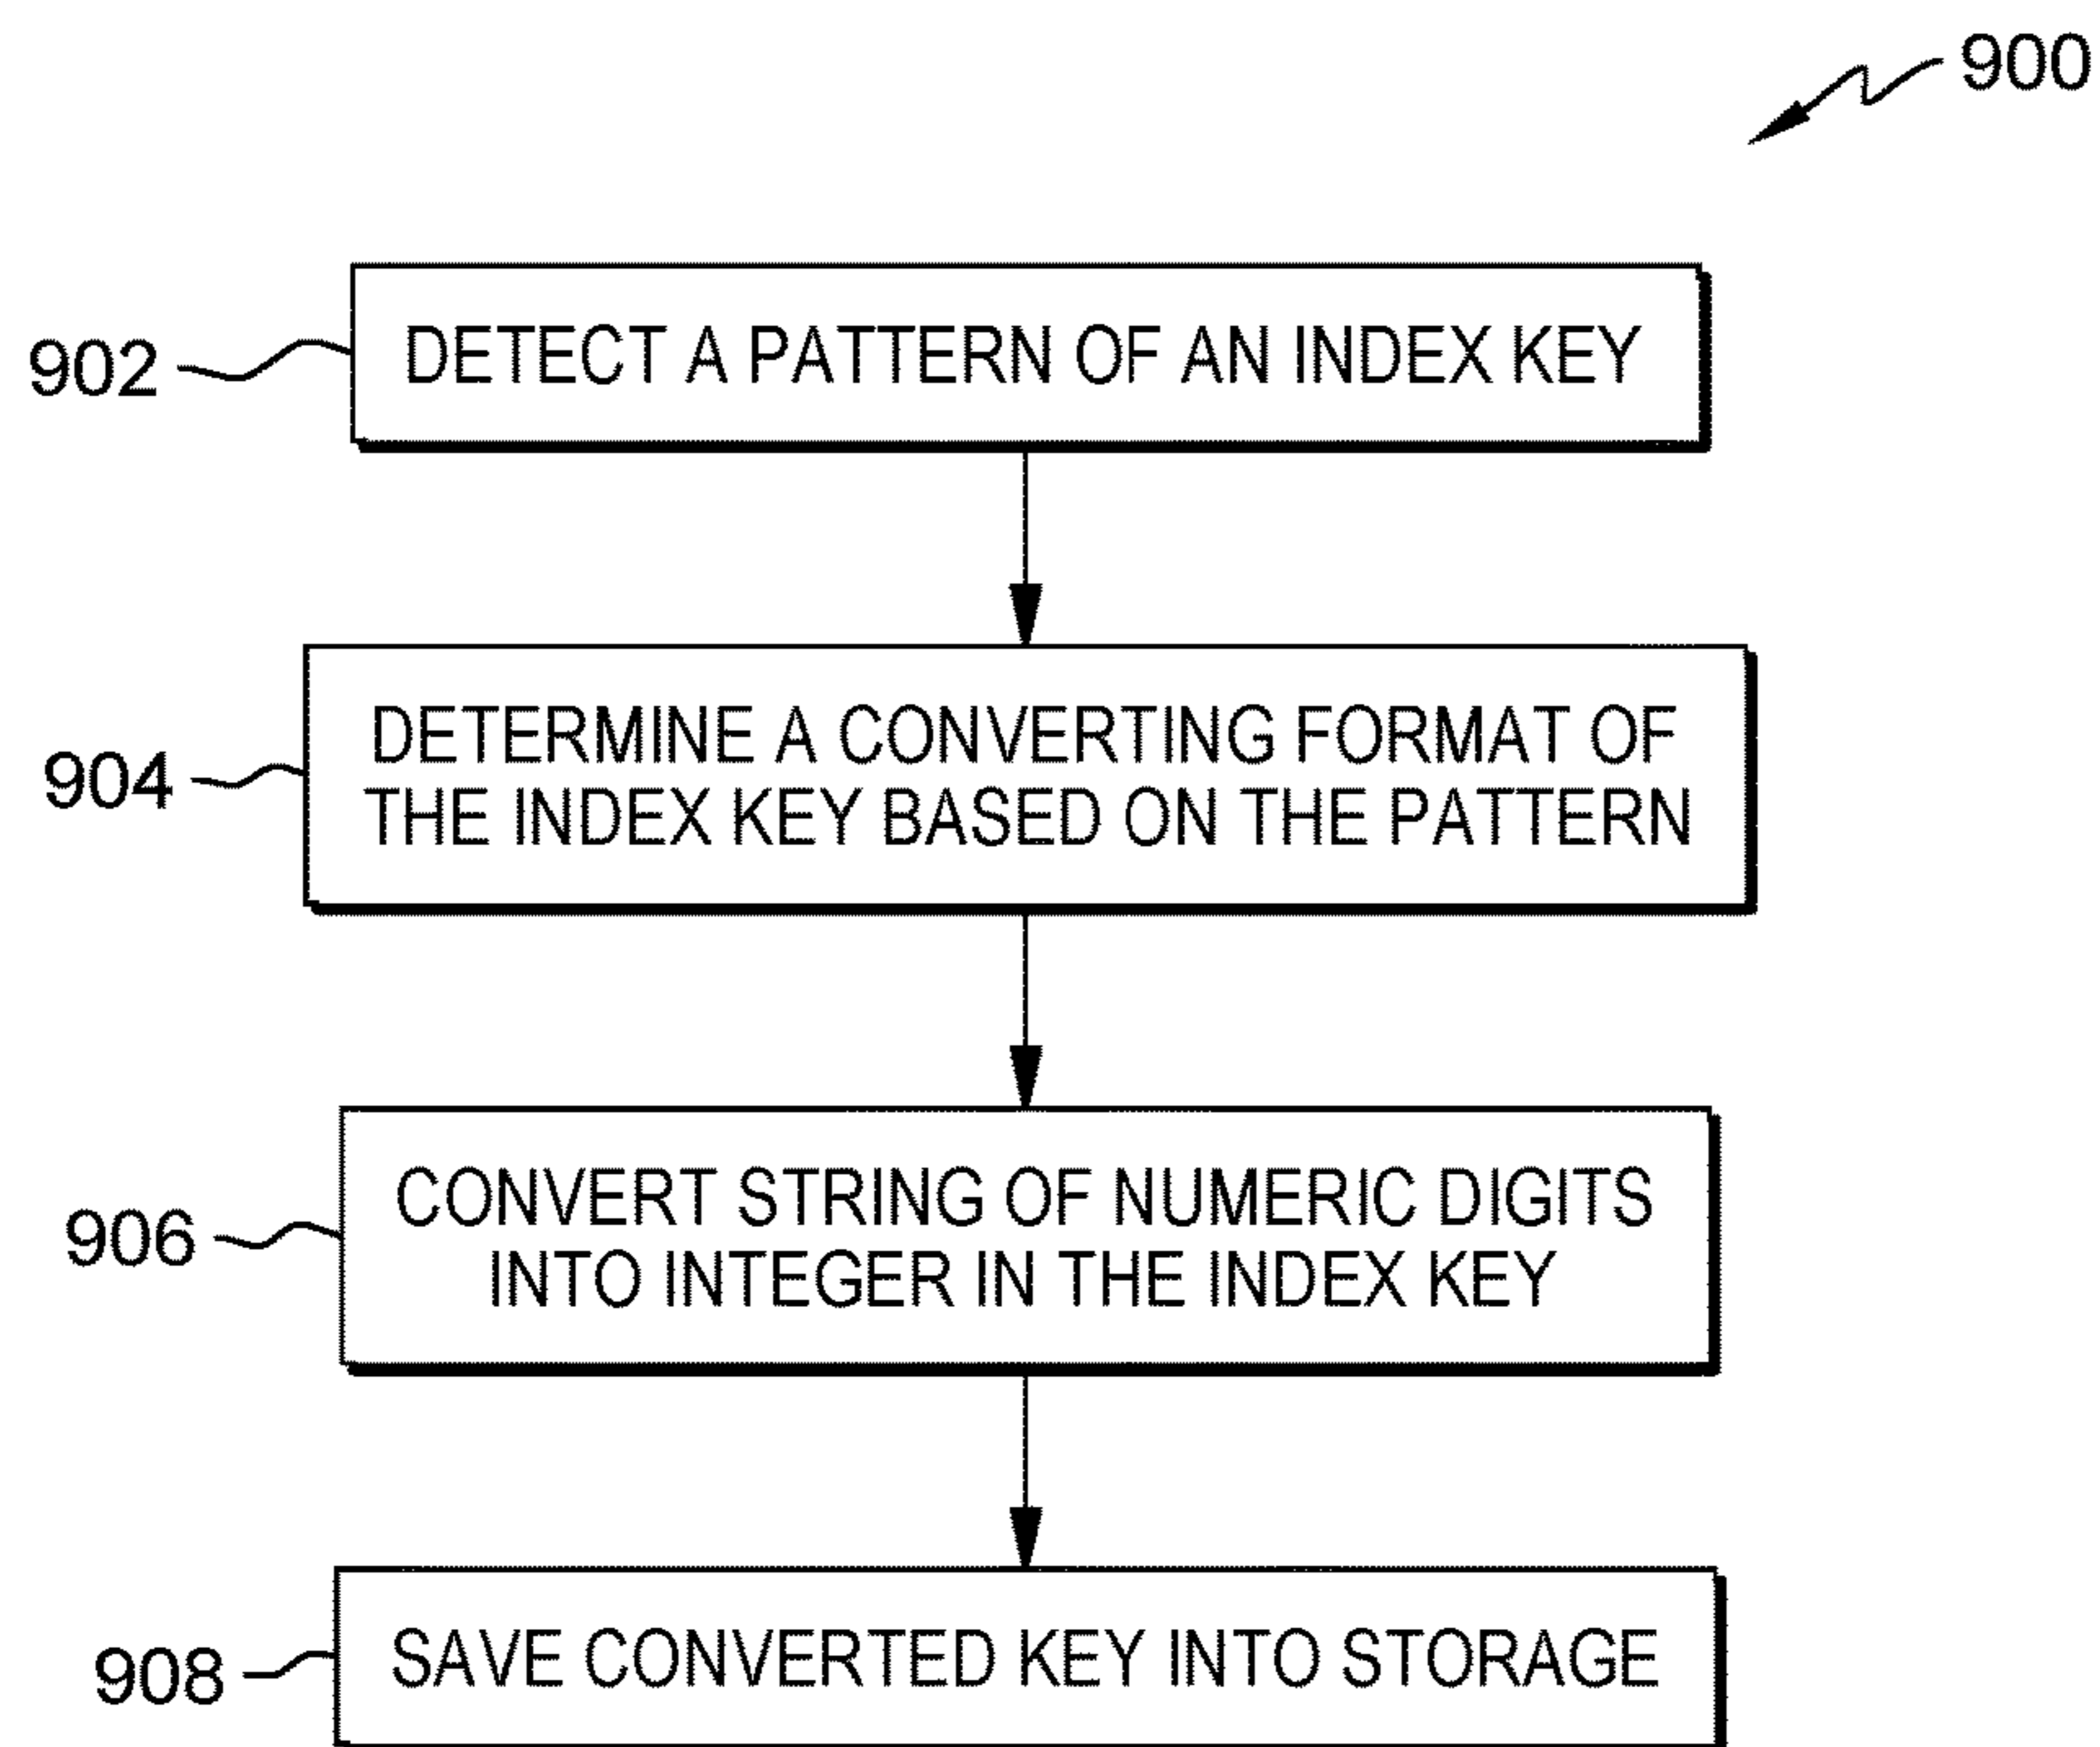 900
902
DETECT A PATTERN OF AN INDEX KEY
904
DETERMINE A CONVERTING FORMAT OF
THE INDEX KEY BASED ON THE PATTERN
906
CONVERT STRING OF NUMERIC DIGITS
INTO INTEGER IN THE INDEX KEY
908
SAVE CONVERTED KEY INTO STORAGE